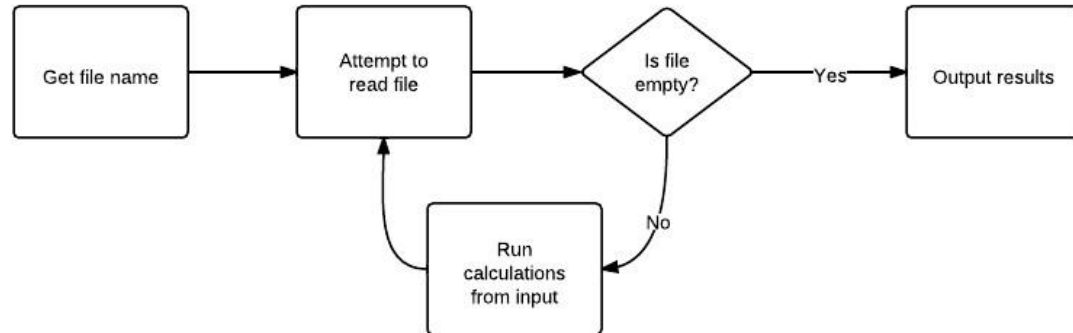 Get file name
Attempt to
read file
Is file
empty?
Yes
Output results
No
Run
calculations
from input